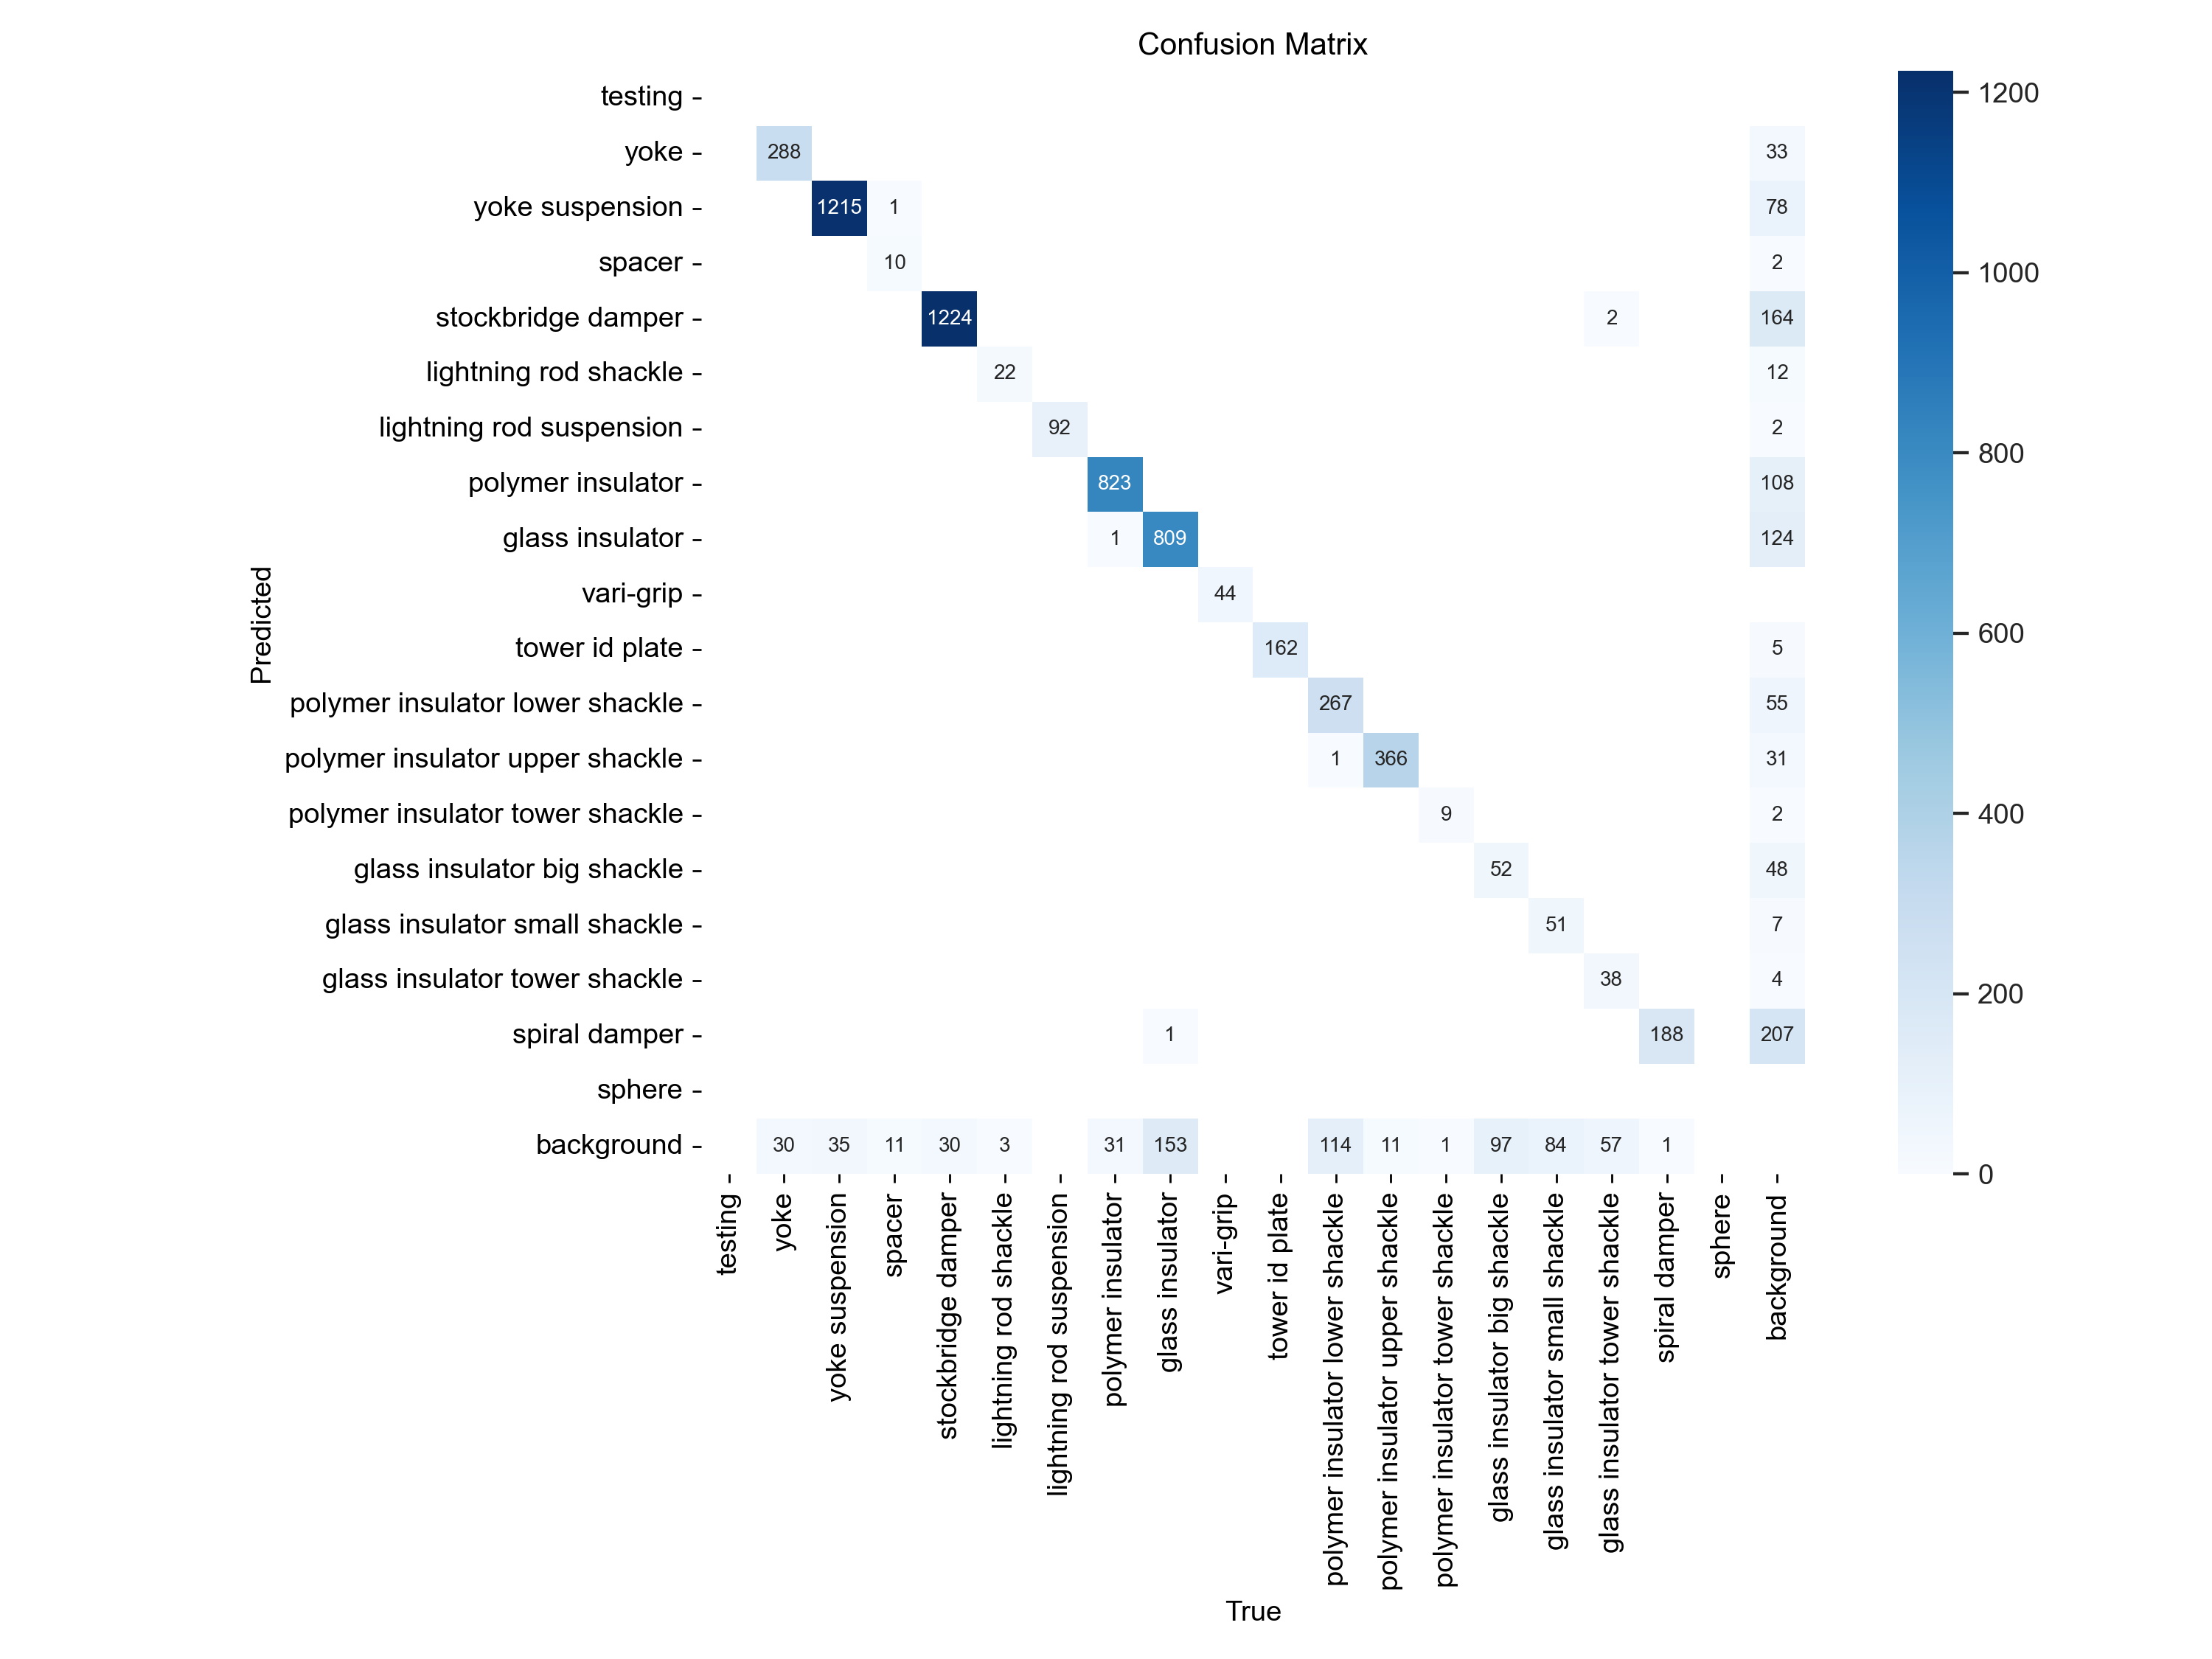 Confusion Matrix
Predicted
testing
yoke 288 33
yoke suspension 1215 1 78
spacer 10 2
stockbridge damper 1224 2 164
lightning rod shackle 22 12
lightning rod suspension 92 2
polymer insulator 823 108
glass insulator 1 809 124
vari-grip 44
tower id plate 162 5
polymer insulator lower shackle 267 55
polymer insulator upper shackle 1 366 31
polymer insulator tower shackle 9 2
glass insulator big shackle 52 48
glass insulator small shackle 51 7
glass insulator tower shackle 38 4
spiral damper 1 188 207
sphere
background 30 35 11 30 3 31 153 114 11 1 97 84 57 1
testing
yoke
yoke suspension
spacer
stockbridge damper
lightning rod shackle
lightning rod suspension
polymer insulator
glass insulator
vari-grip
tower id plate
polymer insulator lower shackle
polymer insulator upper shackle
polymer insulator tower shackle
glass insulator big shackle
glass insulator small shackle
glass insulator tower shackle
spiral damper
sphere
background
True
1200
1000
800
600
400
200
0